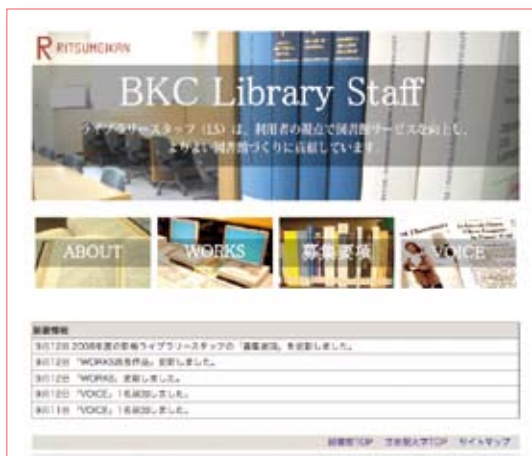 RITSUMEIKAN
BKC Library Staff
ライブラリースタッフ（LS）は、利用者の視点で図書館サービスを向上し、
よりよい図書館づくりに貢献しています。
ABOUT WORKS 募集要項 VOICE
新着情報
9月12日 2008年度の新規ライブラリースタッフの「募集要項」を更新しました。
9月12日 「WORKS 作品」更新しました。
9月12日 「WORKS」更新しました。
9月12日 「VOICE」1名追加しました。
9月11日 「VOICE」1名追加しました。
図書館TOP 立命館大学TOP サイトマップ